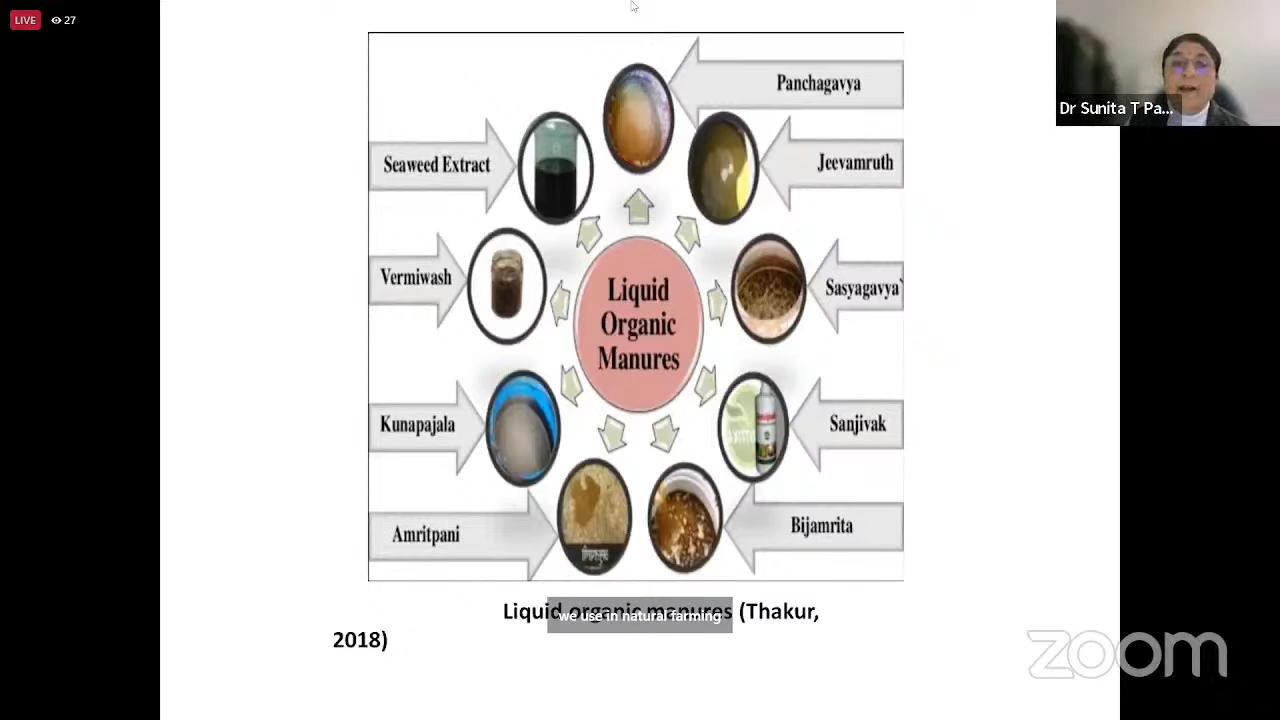 LIVE
27
Dr Sunita T Pa...
Panchagavya
Seaweed Extract
Jeevamruth
Vermiwash
Sasyagavya`
Liquid
Organic
Manures
Kunapajala
Sanjivak
Amritpani
Bijamrita
Liquid organic manures (Thakur,
2018)
we use in natural farming
zoom